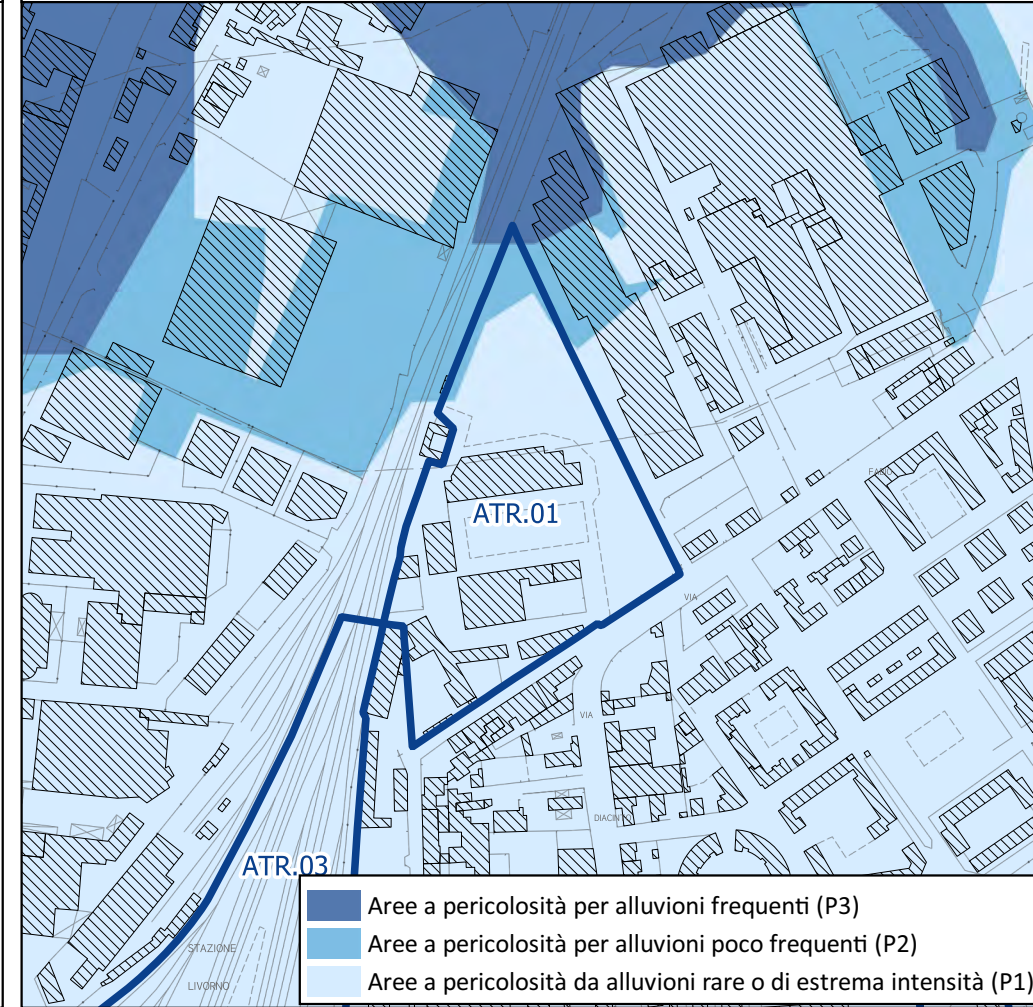 FABIO
ATR.01
VIA
VIA
DIACINTO
ATR.03
STAZIONE
LIVORNO
Aree a pericolosità per alluvioni frequenti (P3)
Aree a pericolosità per alluvioni poco frequenti (P2)
Aree a pericolosità da alluvioni rare o di estrema intensità (P1)